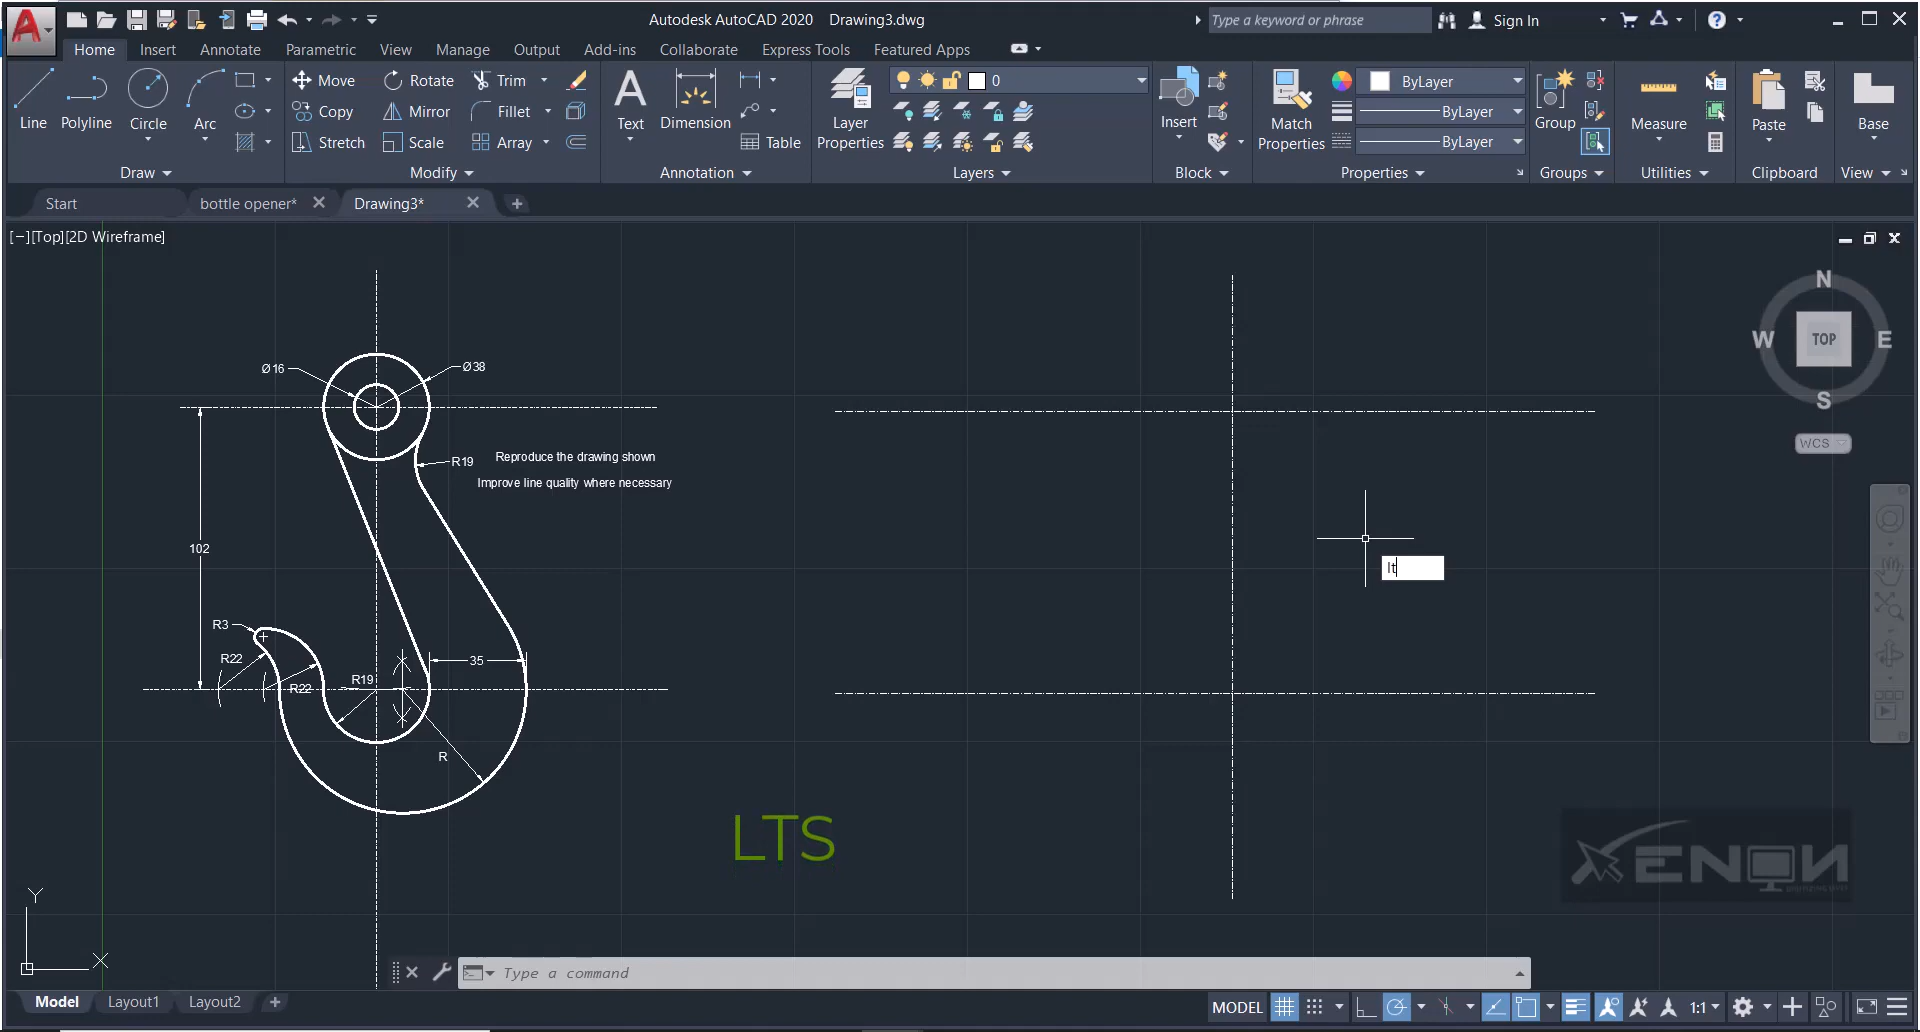 Autodesk AutoCAD 2020 Drawing3.dwg
Type a keyword or phrase
Sign In
Home Insert Annotate Parametric View Manage Output Add-ins Collaborate Express Tools Featured Apps
Line Polyline Circle Arc
Move Rotate Trim
Copy Mirror Fillet
Stretch Scale Array
Text Dimension Table
Layer Properties
0
Insert
Match Properties
ByLayer
ByLayer
ByLayer
Group
Measure
Paste
Base
Draw Modify Annotation Layers Block Properties Groups Utilities Clipboard View
Start bottle opener* Drawing3*
[−][Top][2D Wireframe]
N
W TOP E
S
WCS
Ø16 Ø38
R19 Reproduce the drawing shown
Improve line quality where necessary
102
lt
R3
R22
35
R19
R22
R
LTS
XENON
Y
X
Type a command
Model Layout1 Layout2
MODEL 1:1